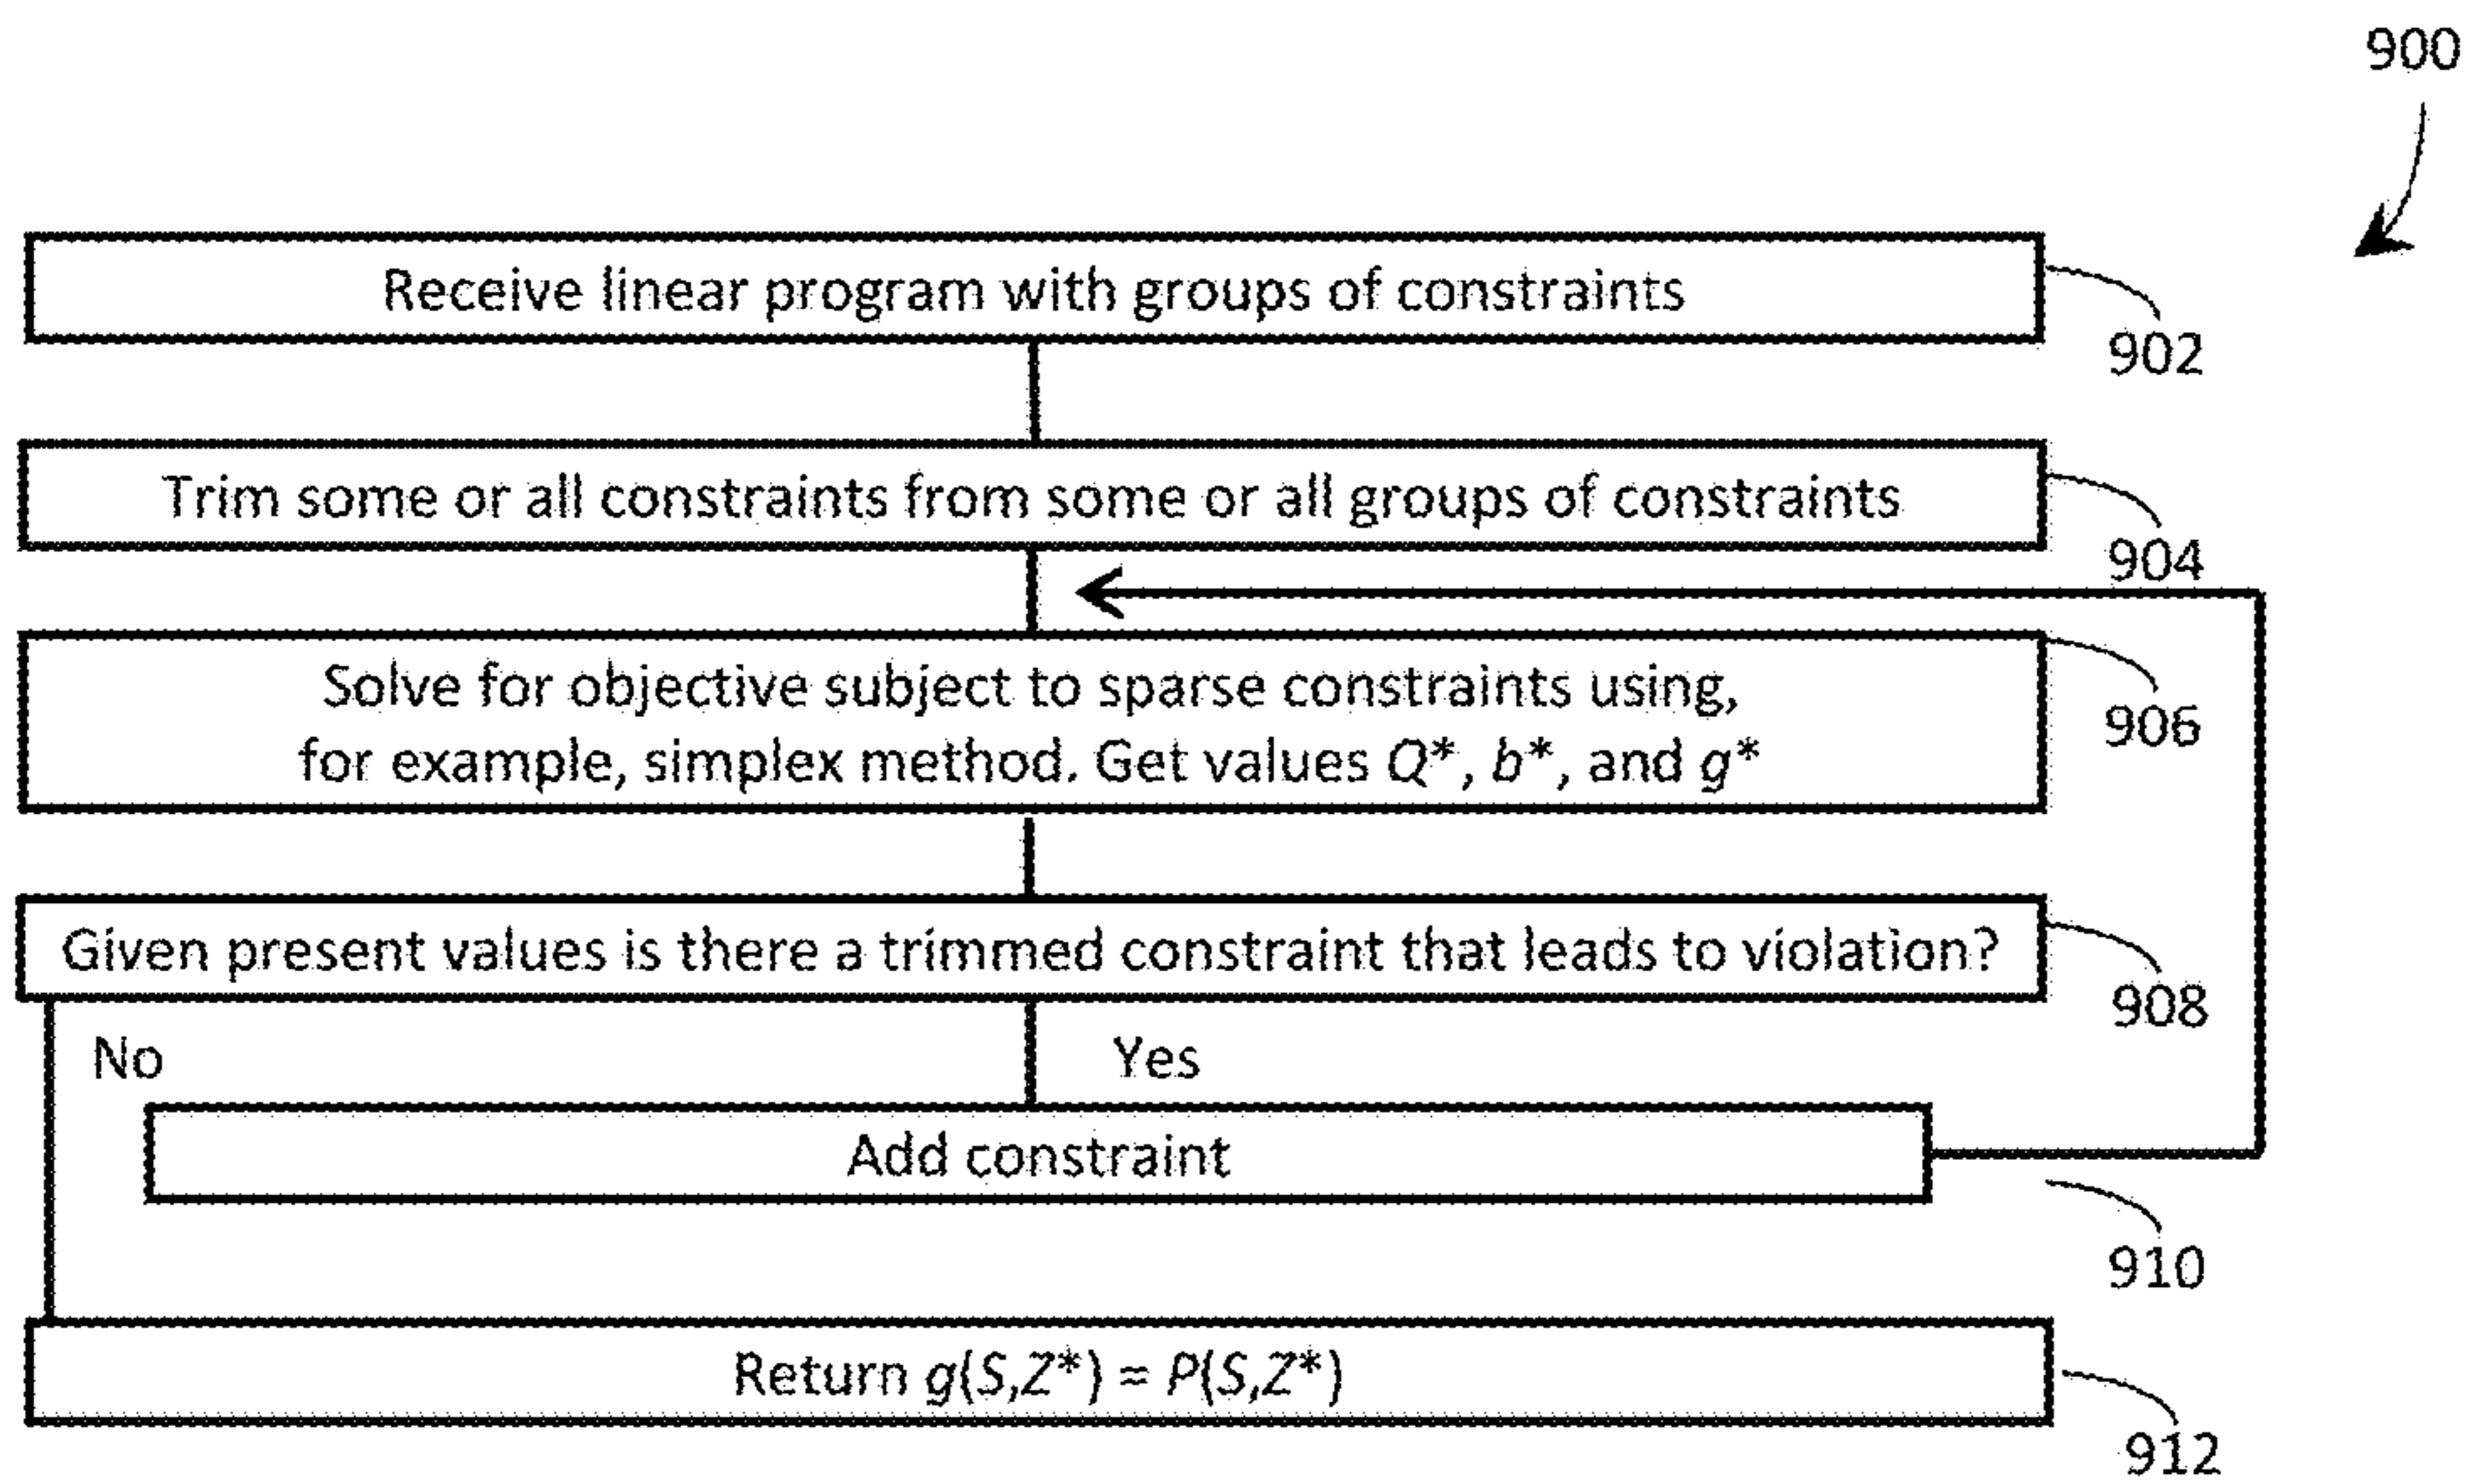 900
Receive linear program with groups of constraints
902
Trim some or all constraints from some or all groups of constraints
904
Solve for objective subject to sparse constraints using,
for example, simplex method. Get values Q*, b*, and g*
906
Given present values is there a trimmed constraint that leads to violation?
908
No
Yes
Add constraint
910
Return g(S,Z*) = P(S,Z*)
912